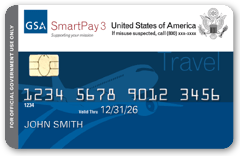 FOR OFFICIAL GOVERNMENT USE ONLY
GSA SmartPay 3
Supporting your mission
United States of America
If misuse suspected, call (800) xxx-xxxx
Travel
1234 5678 9012 3456
1234
Valid Thru 12/31/26
JOHN SMITH